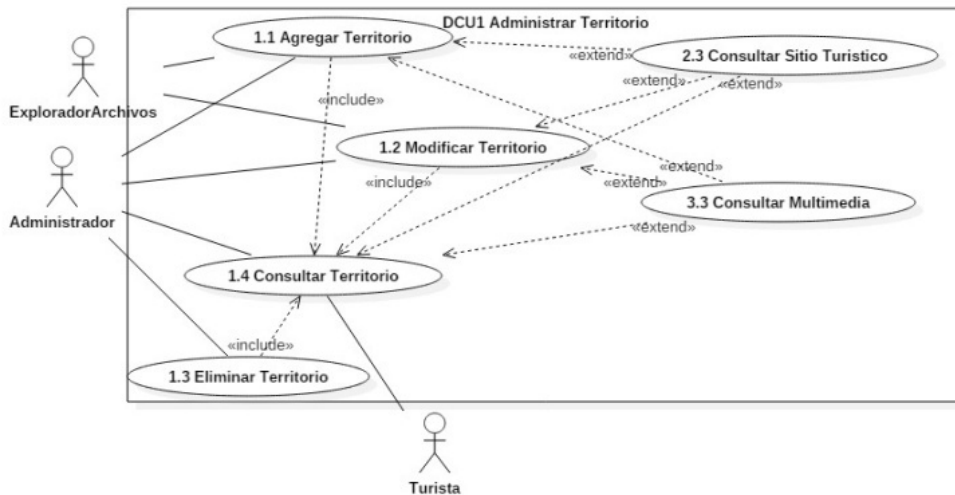 DCU1 Administrar Territorio
1.1 Agregar Territorio
2.3 Consultar Sitio Turistico
«extend»
«extend»
«extend»
«include»
ExploradorArchivos
1.2 Modificar Territorio
«extend»
«include»
«extend»
3.3 Consultar Multimedia
Administrador
«extend»
1.4 Consultar Territorio
«include»
1.3 Eliminar Territorio
Turista